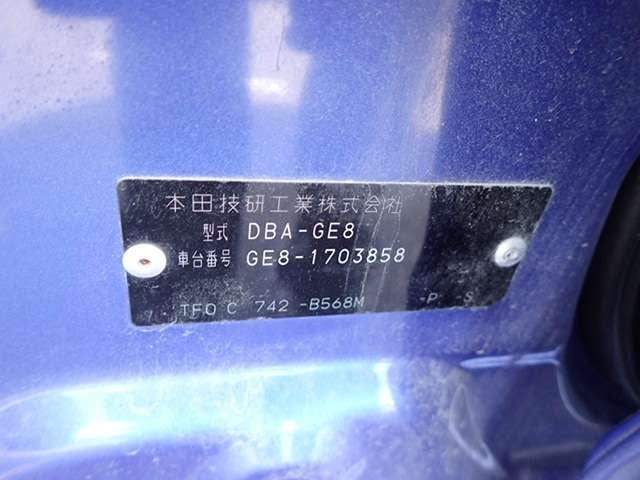 本田技研工業株式会社
型式 DBA-GE8
車台番号 GE8-1703858
TF0 C 742 -B568M -P S